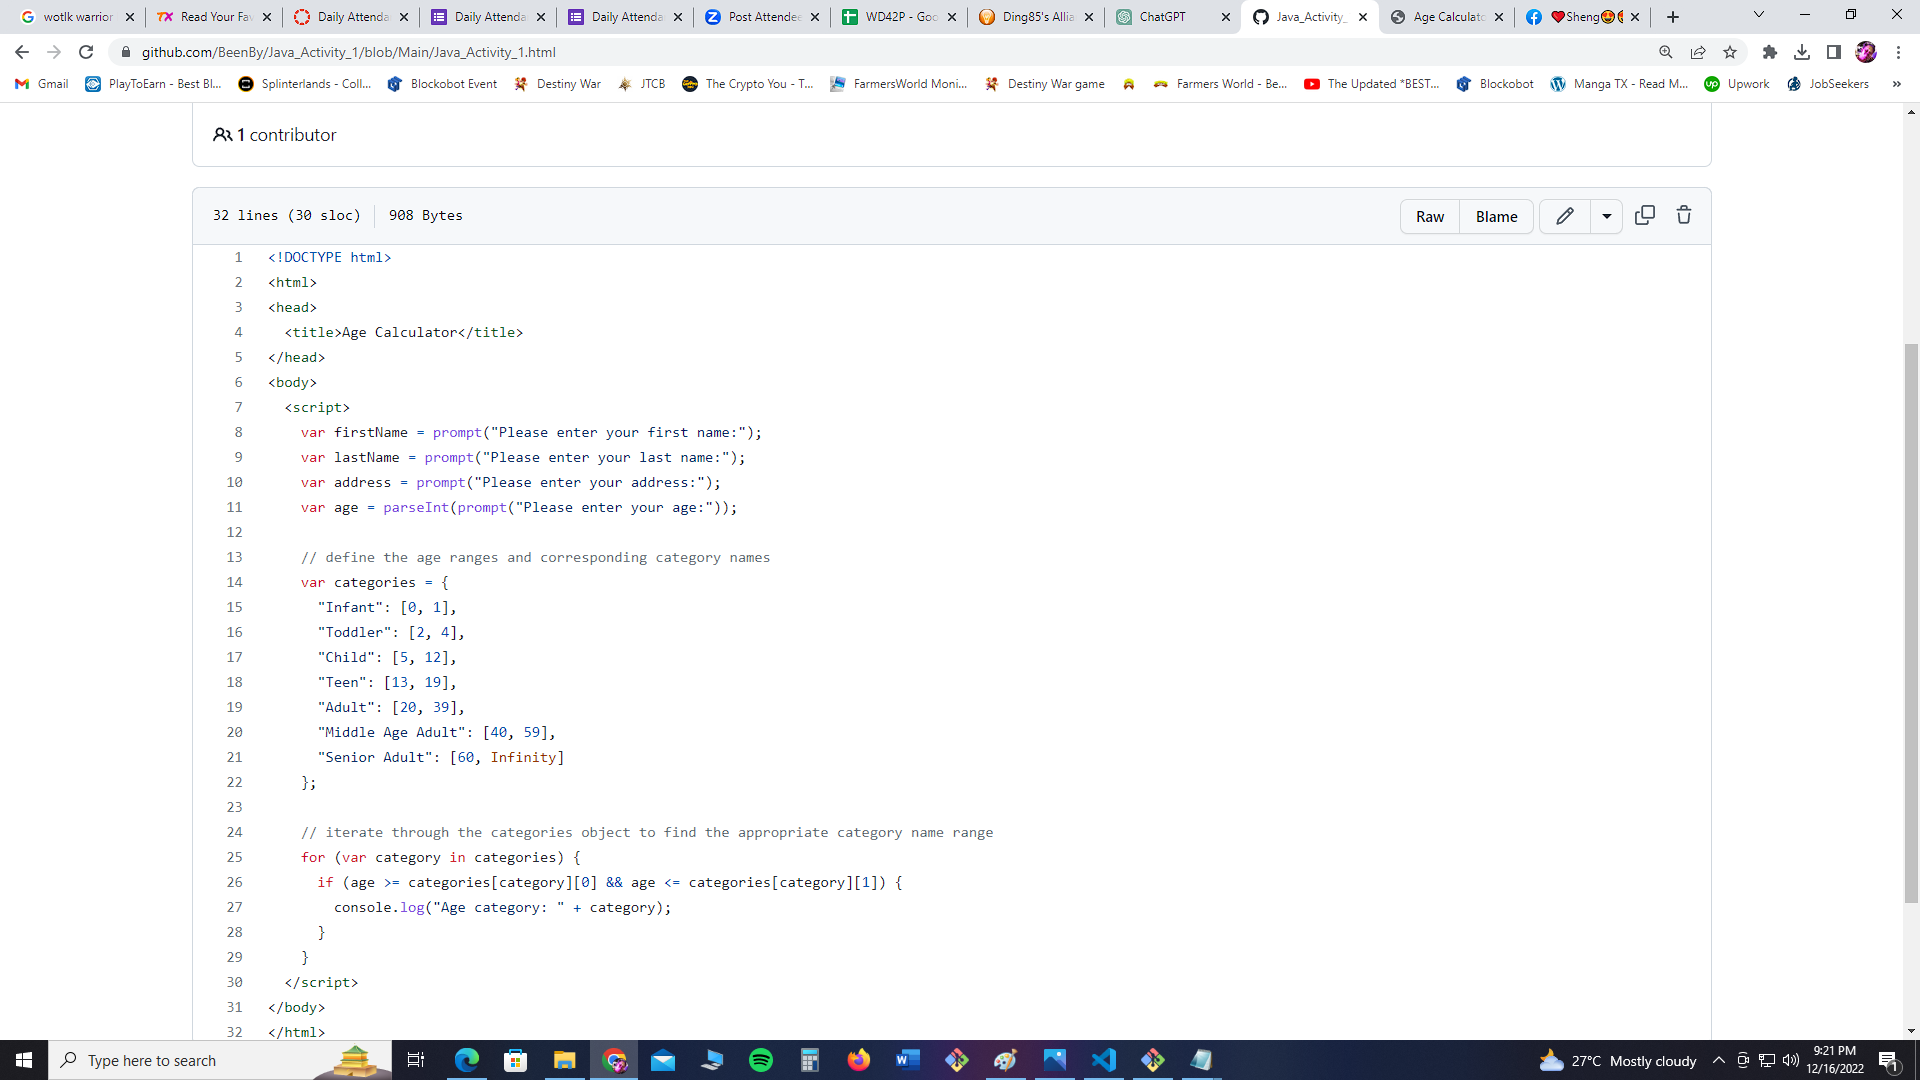 wotlk warrior
Read Your Fav
Daily Attenda
Daily Attenda
Daily Attenda
Post Attendee
WD42P - Goo
Ding85's Allia
ChatGPT
Java_Activity_
Age Calculato
❤️Sheng😍
github.com/BeenBy/Java_Activity_1/blob/Main/Java_Activity_1.html
Gmail
PlayToEarn - Best Bl...
Splinterlands - Coll...
Blockobot Event
Destiny War
JTCB
The Crypto You - T...
FarmersWorld Moni...
Destiny War game
Farmers World - Be...
The Updated *BEST...
Blockobot
Manga TX - Read M...
Upwork
JobSeekers
»
1 contributor
32 lines (30 sloc) 908 Bytes
Raw
Blame
1 <!DOCTYPE html>
2 <html>
3 <head>
4 <title>Age Calculator</title>
5 </head>
6 <body>
7 <script>
8 var firstName = prompt("Please enter your first name:");
9 var lastName = prompt("Please enter your last name:");
10 var address = prompt("Please enter your address:");
11 var age = parseInt(prompt("Please enter your age:"));
12
13 // define the age ranges and corresponding category names
14 var categories = {
15 "Infant": [0, 1],
16 "Toddler": [2, 4],
17 "Child": [5, 12],
18 "Teen": [13, 19],
19 "Adult": [20, 39],
20 "Middle Age Adult": [40, 59],
21 "Senior Adult": [60, Infinity]
22 };
23
24 // iterate through the categories object to find the appropriate category name range
25 for (var category in categories) {
26 if (age >= categories[category][0] && age <= categories[category][1]) {
27 console.log("Age category: " + category);
28 }
29 }
30 </script>
31 </body>
32 </html>
Type here to search
27°C Mostly cloudy
9:21 PM
12/16/2022
1